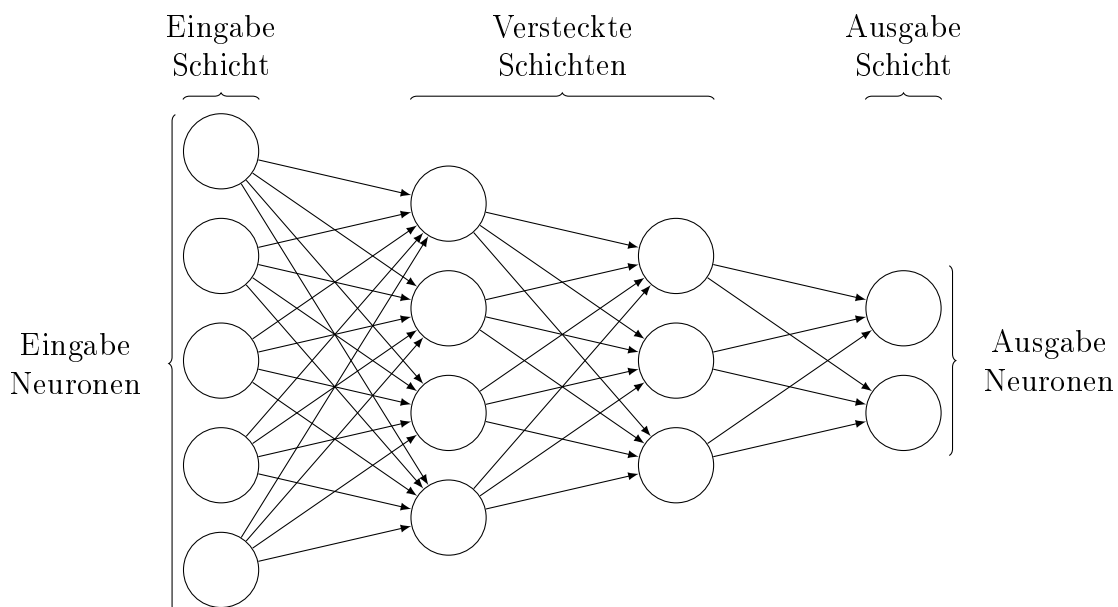 Eingabe
Schicht
Versteckte
Schichten
Ausgabe
Schicht
Eingabe
Neuronen
Ausgabe
Neuronen